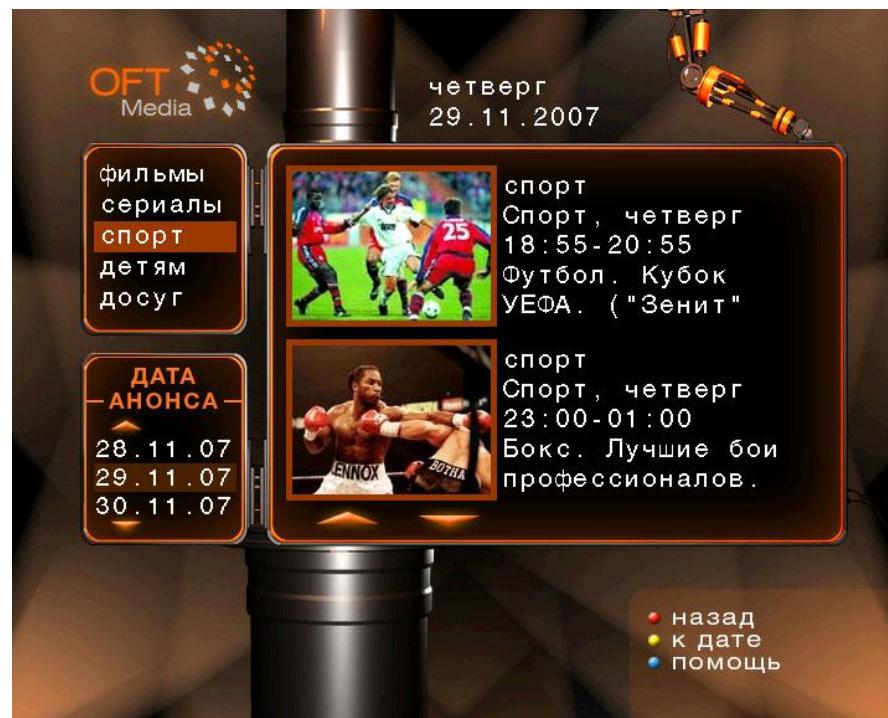 OFT
Media
четверг
29.11.2007
фильмы
сериалы
спорт
детям
досуг
ДАТА
АНОНСА
28.11.07
29.11.07
30.11.07
спорт
Спорт, четверг
18:55-20:55
Футбол. Кубок
УЕФА. ("Зенит"
25
спорт
Спорт, четверг
23:00-01:00
Бокс. Лучшие бои
профессионалов.
LENNOX
BOTHA
назад
к дате
помощь